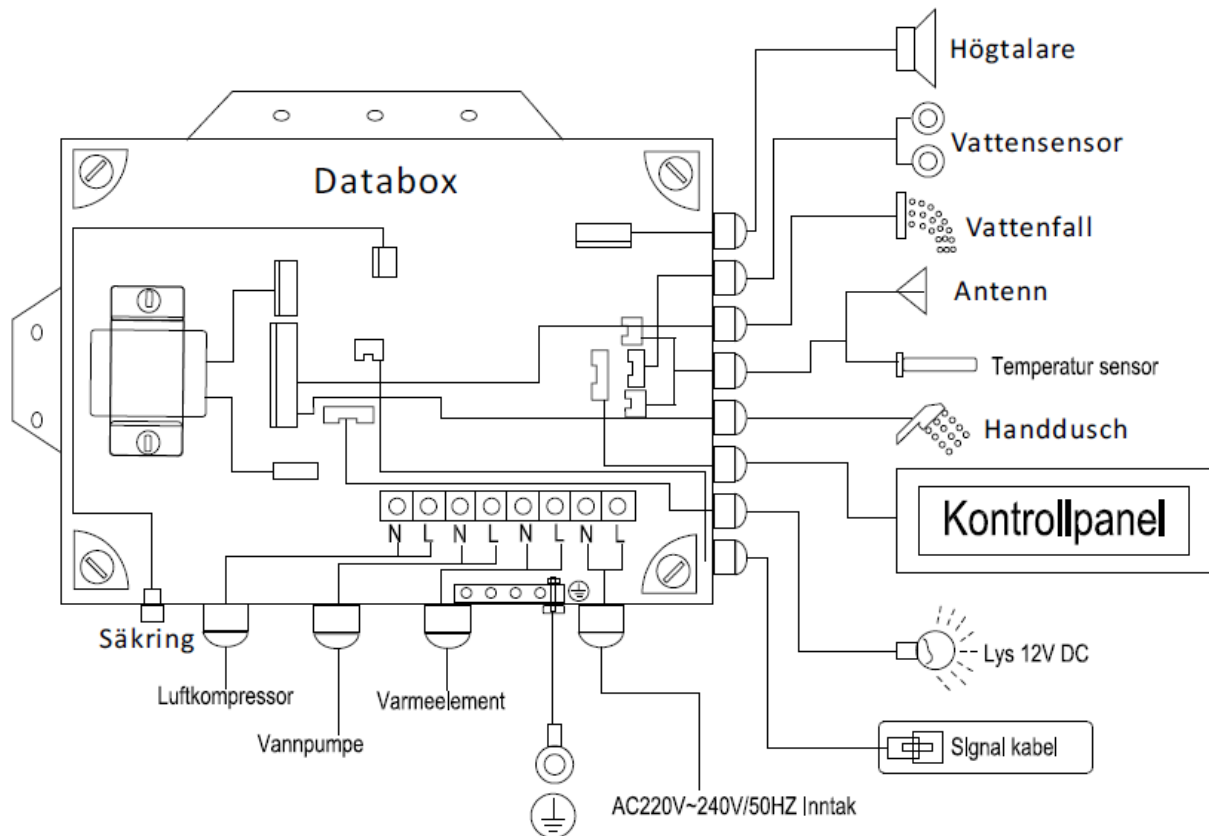 Högtalare
Vattensensor
Databox
Vattenfall
Antenn
Temperatur sensor
Handdusch
Kontrollpanel
N L N L N L N L
Säkring
Lys 12V DC
Luftkompressor
Varmeelement
Vannpumpe
SIgnal kabel
AC220V~240V/50HZ Inntak